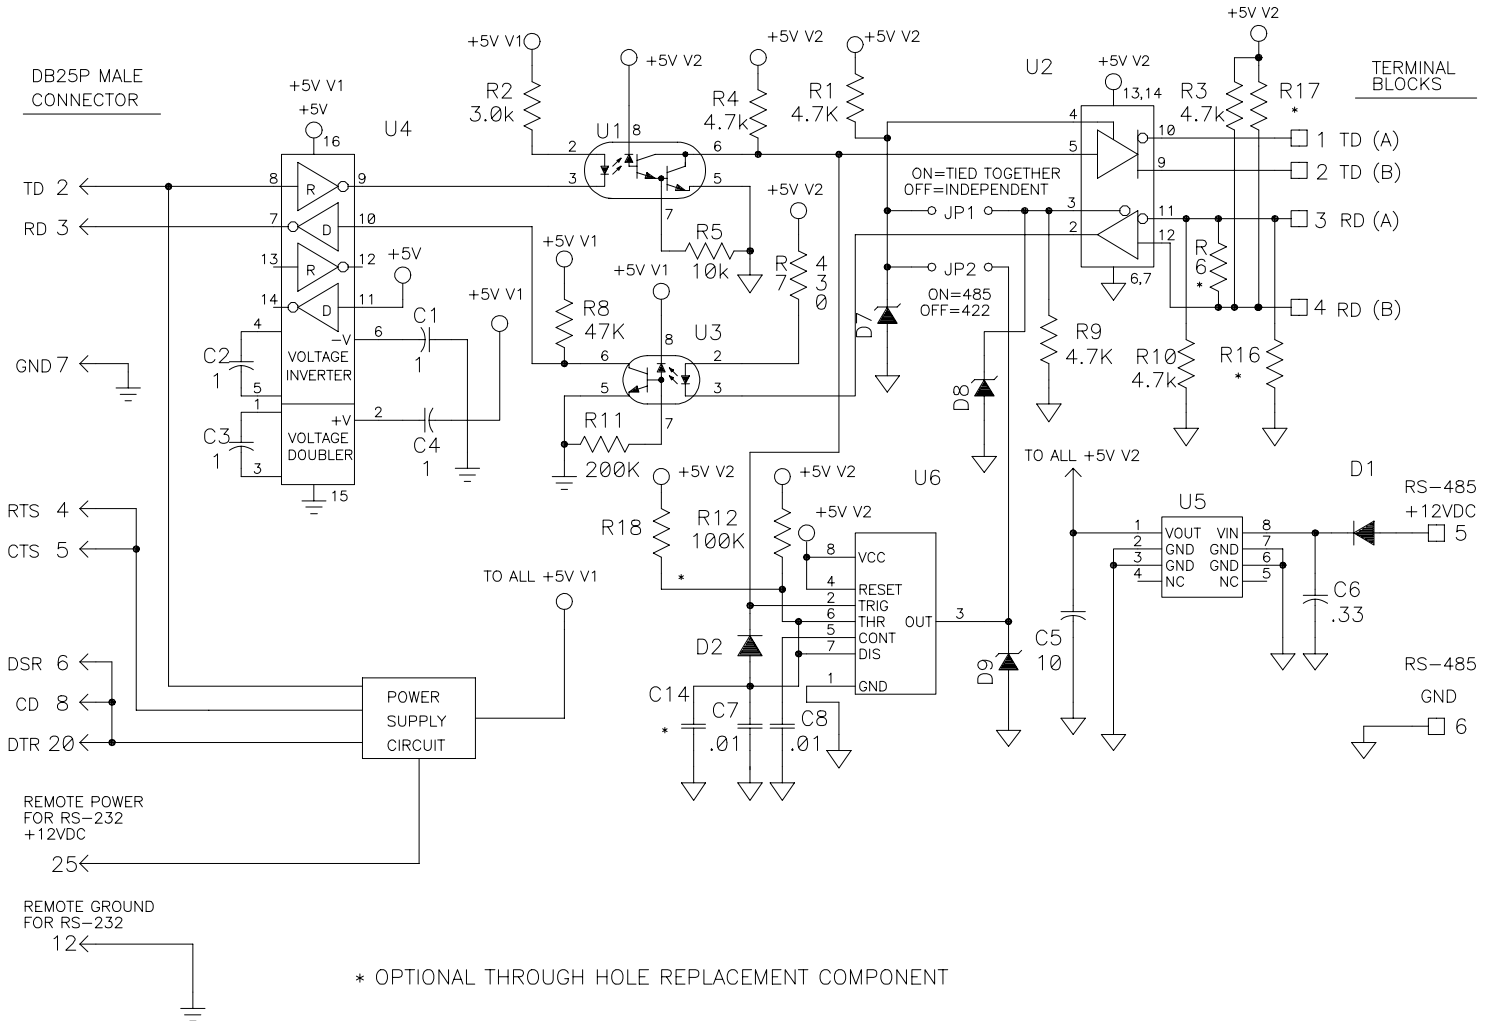 DB25P MALE
CONNECTOR
+5V V1
+5V
16
U4
TD 2
8
R
9
RD 3
7
D
10
13
R
12
+5V
14
D
11
4
–V
6
C1
1
+5V V1
C2
1
VOLTAGE
INVERTER
5
GND 7
1
+V
2
C4
1
C3
1
VOLTAGE
DOUBLER
3
15
+5V V1
R2
3.0k
+5V V2
U1
8
2
3
6
5
7
R5
10k
+5V V2
R4
4.7k
+5V V2
R1
4.7K
+5V V2
R7
430
+5V V1
R8
47K
+5V V1
U3
8
6
5
2
3
7
R11
200K
U2
+5V V2
13,14
4
5
10
9
3
2
11
12
6,7
ON=TIED TOGETHER
OFF=INDEPENDENT
JP1
JP2
ON=485
OFF=422
D7
D8
R9
4.7K
+5V V2
R3
4.7k
R17
*
TERMINAL
BLOCKS
1 TD (A)
2 TD (B)
3 RD (A)
4 RD (B)
R6
*
R10
4.7k
R16
*
RTS 4
CTS 5
DSR 6
CD 8
DTR 20
POWER
SUPPLY
CIRCUIT
TO ALL +5V V1
REMOTE POWER
FOR RS–232
+12VDC
25
REMOTE GROUND
FOR RS–232
12
+5V V2
R18
*
+5V V2
R12
100K
+5V V2
U6
8
VCC
4
RESET
2
TRIG
6
THR
OUT
3
5
CONT
7
DIS
1
GND
D2
C14
*
C7
.01
C8
.01
D9
TO ALL +5V V2
U5
1
VOUT
VIN
8
2
GND
GND
7
3
GND
GND
6
4
NC
NC
5
C5
10
C6
.33
D1
RS–485
+12VDC
5
RS–485
GND
6
* OPTIONAL THROUGH HOLE REPLACEMENT COMPONENT